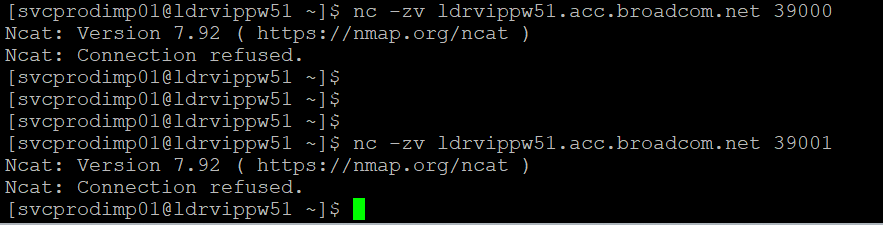 [svcprodimp01@ldrvippw51 ~]$ nc -zv ldrvippw51.acc.broadcom.net 39000
Ncat: Version 7.92 ( https://nmap.org/ncat )
Ncat: Connection refused.
[svcprodimp01@ldrvippw51 ~]$
[svcprodimp01@ldrvippw51 ~]$
[svcprodimp01@ldrvippw51 ~]$
[svcprodimp01@ldrvippw51 ~]$ nc -zv ldrvippw51.acc.broadcom.net 39001
Ncat: Version 7.92 ( https://nmap.org/ncat )
Ncat: Connection refused.
[svcprodimp01@ldrvippw51 ~]$